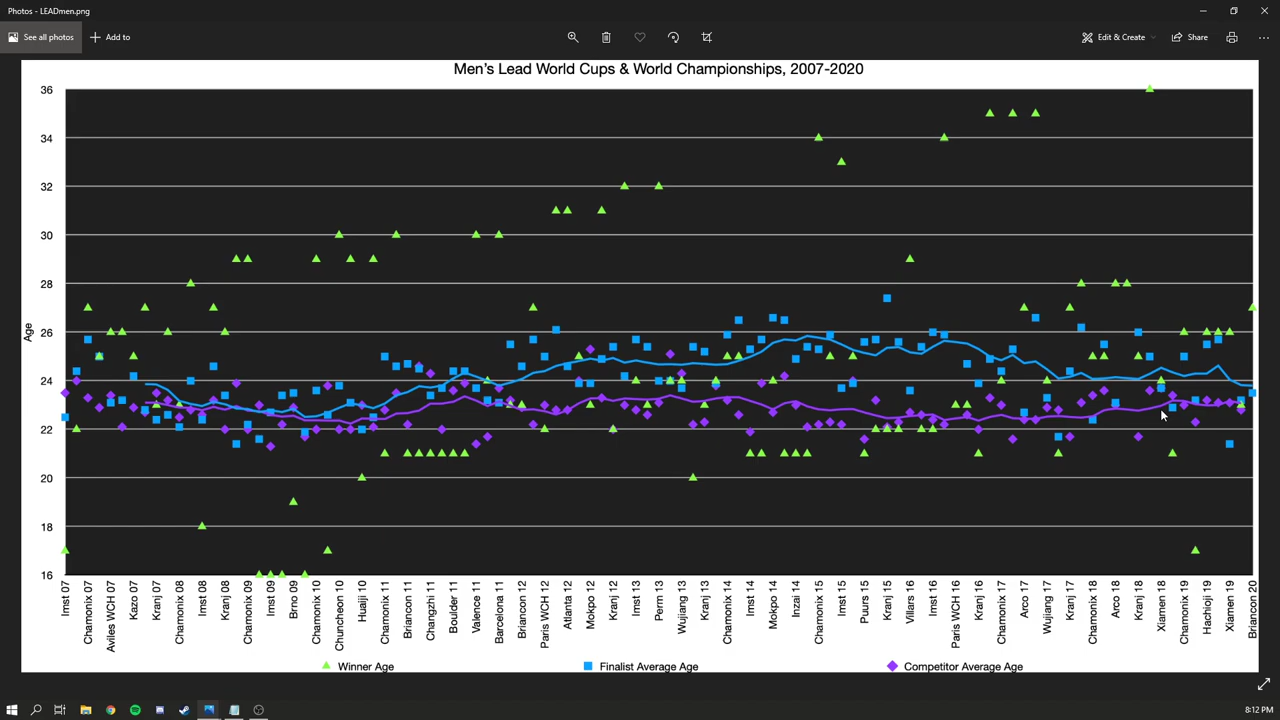 Photos - LEADmen.png
See all photos
Add to
Edit & Create
Share
Men's Lead World Cups & World Championships, 2007-2020
Age
36
34
32
30
28
26
24
22
20
18
16
Imst 07
Chamonix 07
Aviles WCH 07
Kazo 07
Kranj 07
Chamonix 08
Imst 08
Kranj 08
Chamonix 09
Imst 09
Brno 09
Chamonix 10
Chuncheon 10
Huaiji 10
Chamonix 11
Briancon 11
Changzhi 11
Boulder 11
Valence 11
Barcelona 11
Briancon 12
Paris WCH 12
Atlanta 12
Mokpo 12
Kranj 12
Imst 13
Perm 13
Wujang 13
Kranj 13
Chamonix 14
Imst 14
Mokpo 14
Inzai 14
Chamonix 15
Imst 15
Puurs 15
Kranj 15
Villars 16
Imst 16
Paris WCH 16
Kranj 16
Chamonix 17
Arco 17
Wujang 17
Kranj 17
Chamonix 18
Arco 18
Kranj 18
Xiamen 18
Chamonix 19
Hachioji 19
Xiamen 19
Briancon 20
Winner Age
Finalist Average Age
Competitor Average Age
8:12 PM